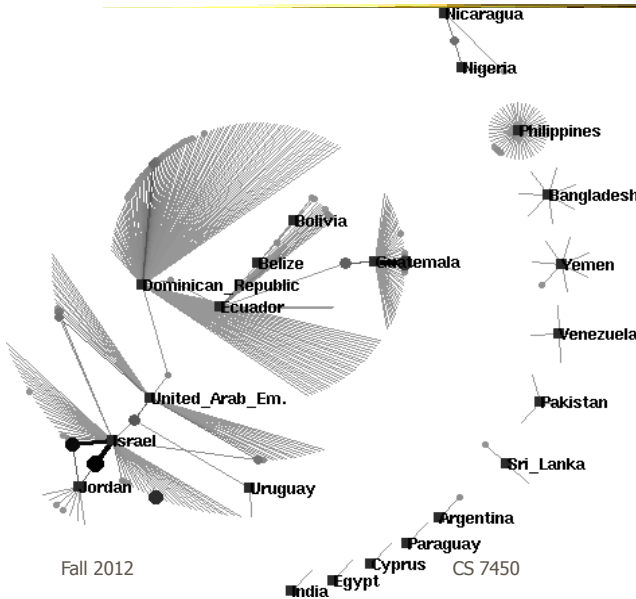 Nicaragua
Nigeria
Philippines
Bangladesh
Bolivia
Belize
Guatemala
Yemen
Dominican_Republic
Ecuador
Venezuela
United_Arab_Em.
Pakistan
Israel
Sri_Lanka
Jordan
Uruguay
Argentina
Paraguay
Cyprus
Egypt
India
Fall 2012
CS 7450